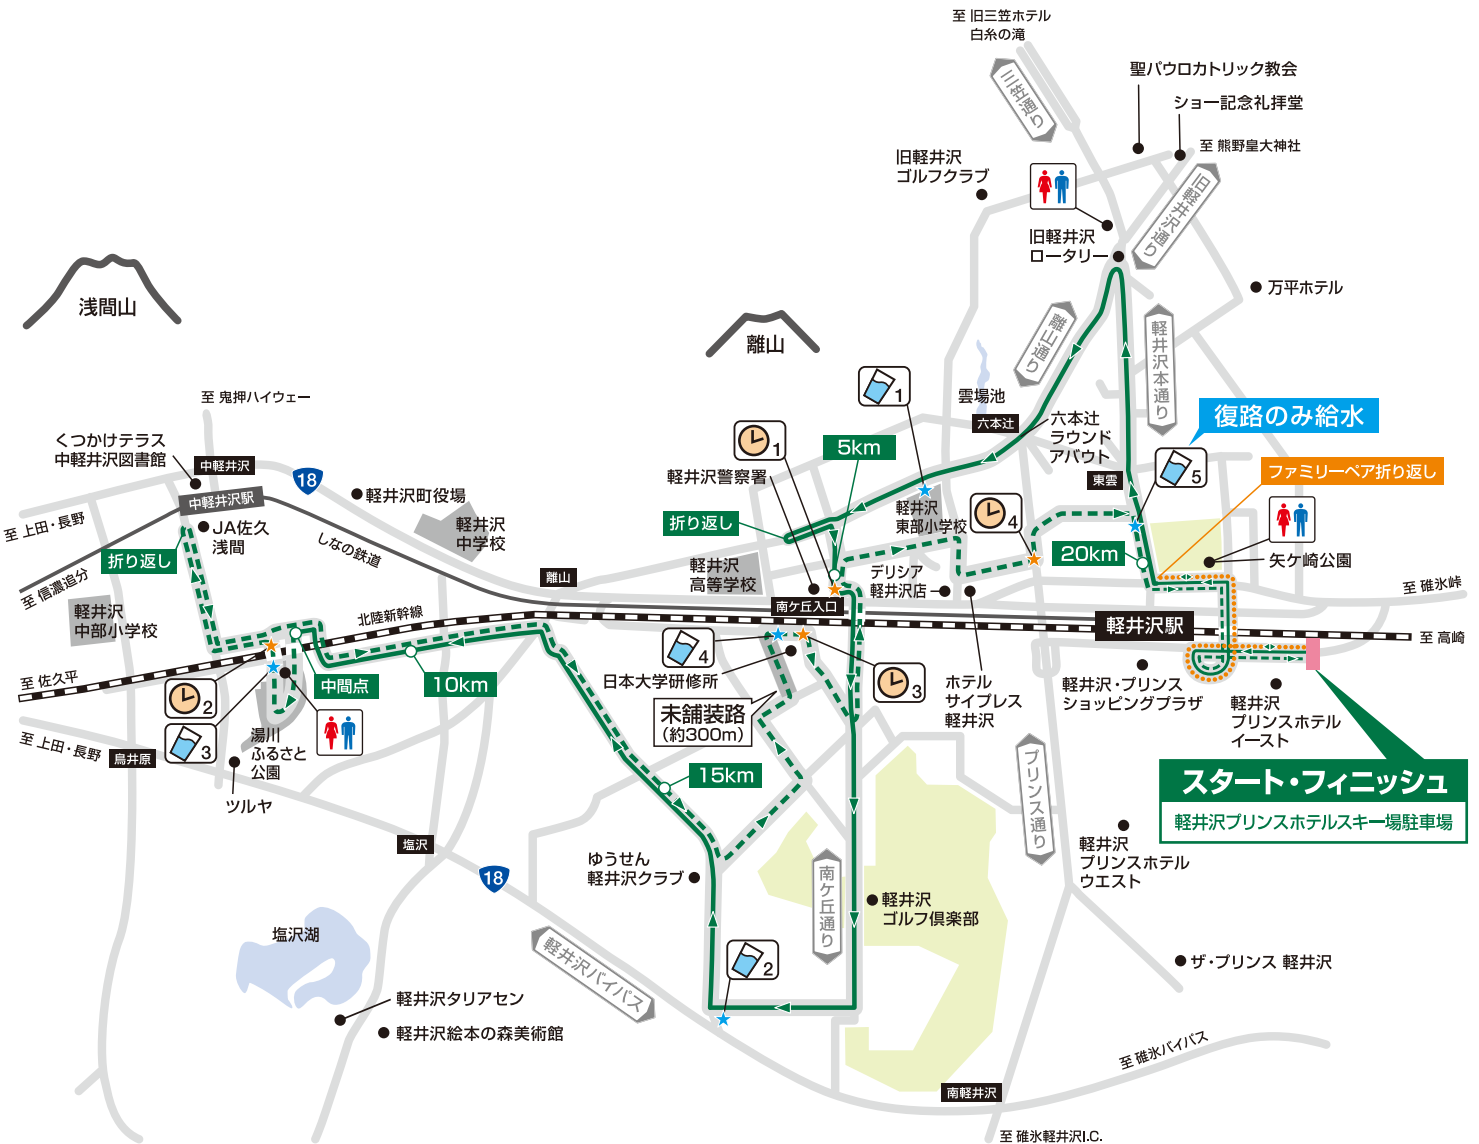 至 旧三笠ホテル
白糸の滝
三笠通り
聖パウロカトリック教会
ショー記念礼拝堂
至 熊野皇大神社
旧軽井沢
ゴルフクラブ
旧軽井沢通り
旧軽井沢
ロータリー
万平ホテル
浅間山
離山
離山通り
軽井沢本通り
至 鬼押ハイウェー
1
雲場池
六本辻
六本辻
ラウンド
アバウト
復路のみ給水
くつかけテラス
中軽井沢図書館
中軽井沢
18
1
5km
軽井沢警察署
東雲
5
ファミリーペア折り返し
中軽井沢駅
軽井沢町役場
軽井沢
中学校
至 上田・長野
JA佐久
浅間
しなの鉄道
折り返し
折り返し
軽井沢
東部小学校
4
20km
矢ケ崎公園
至 信濃追分
離山
軽井沢
高等学校
デリシア
軽井沢店
至 碓氷峠
軽井沢
中部小学校
北陸新幹線
南ケ丘入口
軽井沢駅
至 高崎
至 佐久平
中間点
10km
4
日本大学研修所
3
ホテル
サイプレス
軽井沢
軽井沢・プリンス
ショッピングプラザ
軽井沢
プリンスホテル
イースト
2
3
未舗装路
(約300m)
至 上田・長野
鳥井原
湯川
ふるさと
公園
ツルヤ
15km
プリンス通り
スタート・フィニッシュ
軽井沢プリンスホテルスキー場駐車場
塩沢
18
ゆうせん
軽井沢クラブ
南ケ丘通り
軽井沢
プリンスホテル
ウエスト
軽井沢
ゴルフ倶楽部
塩沢湖
軽井沢バイパス
2
ザ・プリンス 軽井沢
軽井沢タリアセン
軽井沢絵本の森美術館
至 碓氷バイパス
南軽井沢
至 碓氷軽井沢I.C.